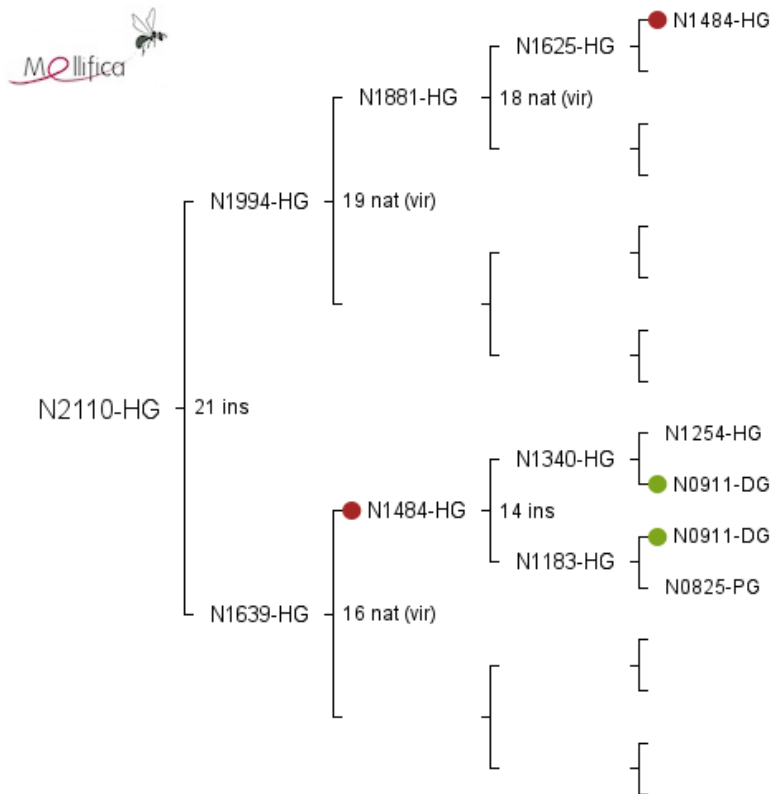 Mellifica
N1484-HG
N1625-HG
N1881-HG
18 nat (vir)
N1994-HG
19 nat (vir)
N2110-HG
21 ins
N1254-HG
N1340-HG
N0911-DG
N1484-HG
14 ins
N0911-DG
N1183-HG
N0825-PG
N1639-HG
16 nat (vir)